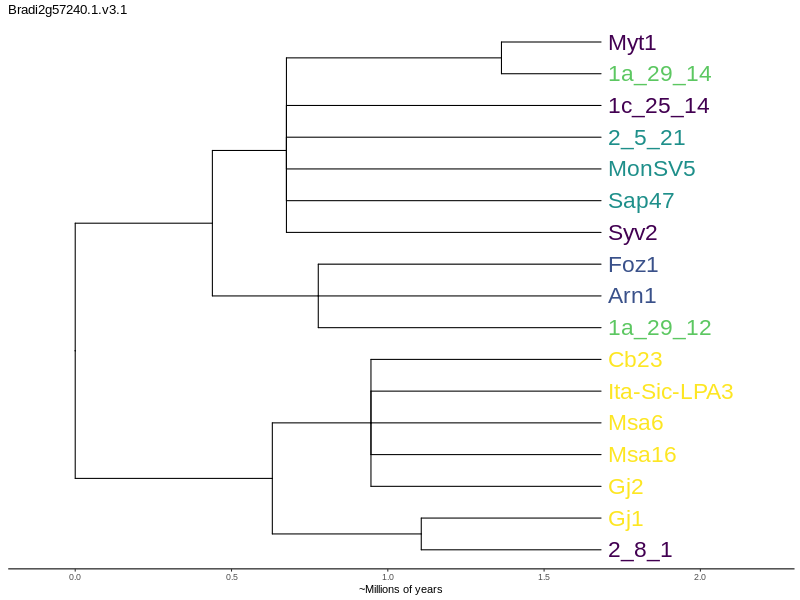 Bradi2g57240.1.v3.1
Myt1
1a_29_14
1c_25_14
2_5_21
MonSV5
Sap47
Syv2
Foz1
Arn1
1a_29_12
Cb23
Ita-Sic-LPA3
Msa6
Msa16
Gj2
Gj1
2_8_1
0.0 0.5 1.0 1.5 2.0
~Millions of years